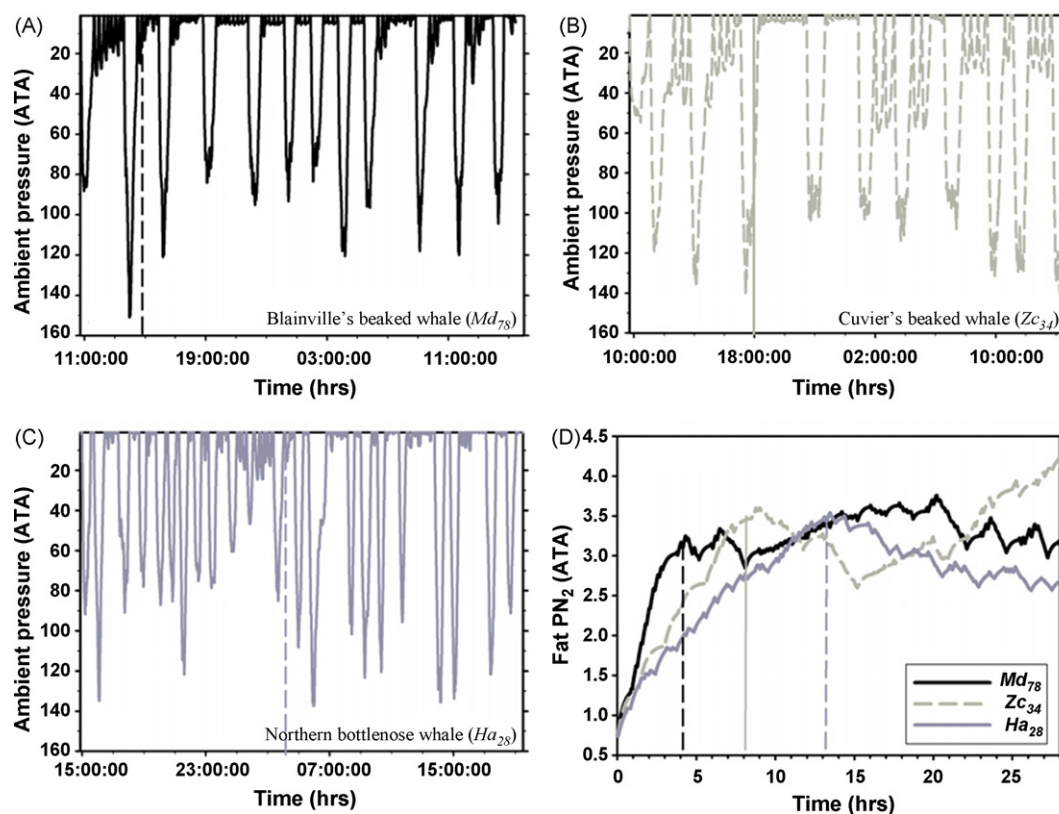 (A)
Ambient pressure (ATA)
20
40
60
80
100
120
140
160
Blainville's beaked whale (Md78)
11:00:00 19:00:00 03:00:00 11:00:00
Time (hrs)
(B)
Ambient pressure (ATA)
20
40
60
80
100
120
140
160
Cuvier's beaked whale (Zc34)
10:00:00 18:00:00 02:00:00 10:00:00
Time (hrs)
(C)
Ambient pressure (ATA)
20
40
60
80
100
120
140
160
Northern bottlenose whale (Ha28)
15:00:00 23:00:00 07:00:00 15:00:00
Time (hrs)
(D)
Fat PN2 (ATA)
4.5
4.0
3.5
3.0
2.5
2.0
1.5
1.0
0.5
Md78
Zc34
Ha28
0 5 10 15 20 25
Time (hrs)